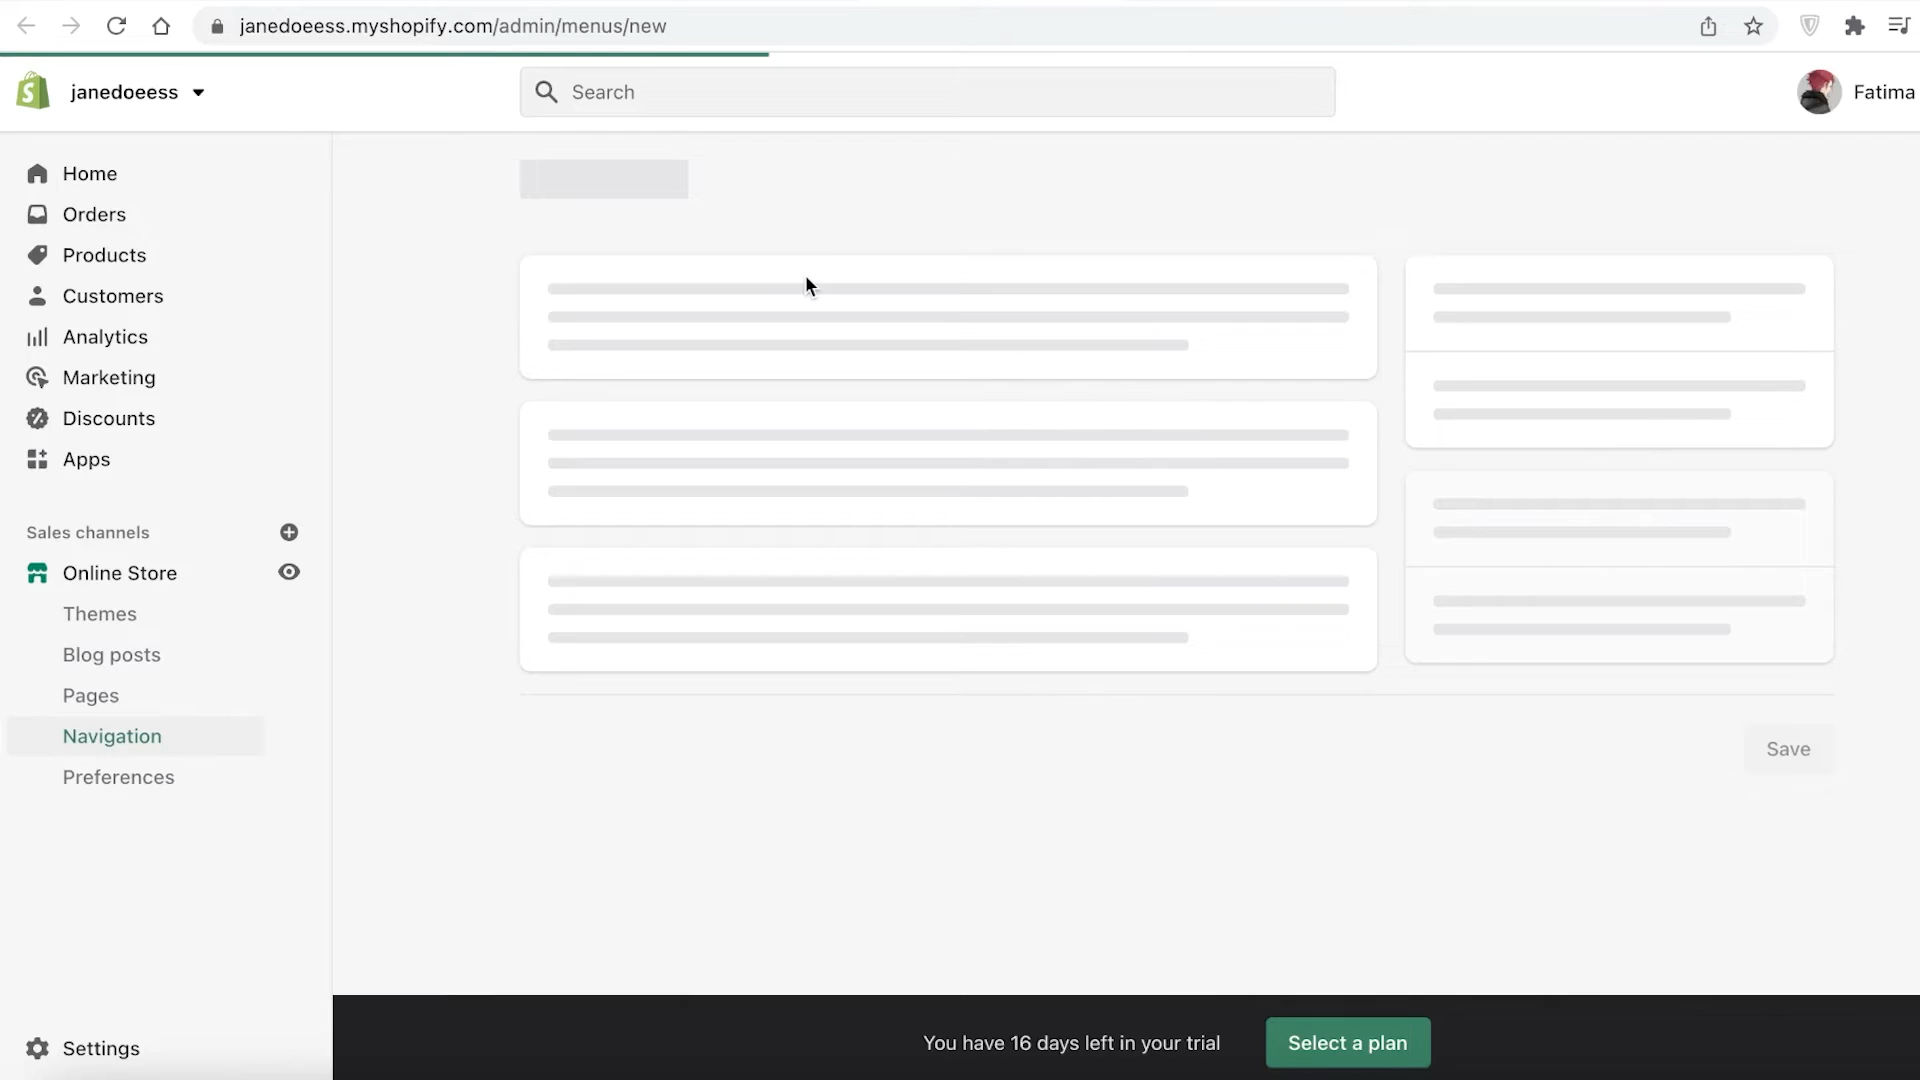 janedoeess.myshopify.com/admin/menus/new
janedoeess
Search
Fatima
Home
Orders
Products
Customers
Analytics
Marketing
Discounts
Apps
Sales channels
Online Store
Themes
Blog posts
Pages
Navigation
Preferences
Save
Settings
You have 16 days left in your trial
Select a plan